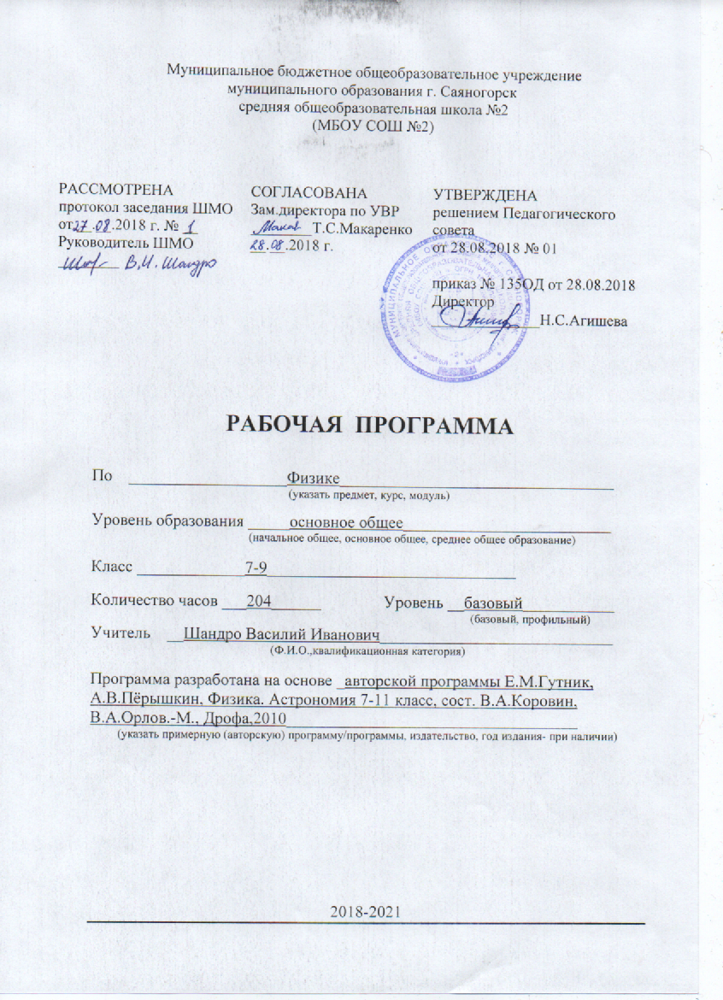 Муниципальное бюджетное общеобразовательное учреждение
муниципального образования г. Саяногорск
средняя общеобразовательная школа №2
(МБОУ СОШ №2)
РАССМОТРЕНА
протокол заседания ШМО
от 27.08.2018 г. № 1
Руководитель ШМО
В.И. Шандро
СОГЛАСОВАНА
Зам.директора по УВР
Т.С.Макаренко
28.08.2018 г.
УТВЕРЖДЕНА
решением Педагогического
совета
от 28.08.2018 № 01
приказ № 135ОД от 28.08.2018
Директор
Н.С.Агишева
РАБОЧАЯ ПРОГРАММА
По Физике
(указать предмет, курс, модуль)
Уровень образования основное общее
(начальное общее, основное общее, среднее общее образование)
Класс 7-9
Количество часов 204 Уровень базовый
(базовый, профильный)
Учитель Шандро Василий Иванович
(Ф.И.О.,квалификационная категория)
Программа разработана на основе авторской программы Е.М.Гутник,
А.В.Пёрышкин, Физика. Астрономия 7-11 класс, сост. В.А.Коровин,
В.А.Орлов.-М., Дрофа,2010
(указать примерную (авторскую) программу/программы, издательство, год издания- при наличии)
2018-2021